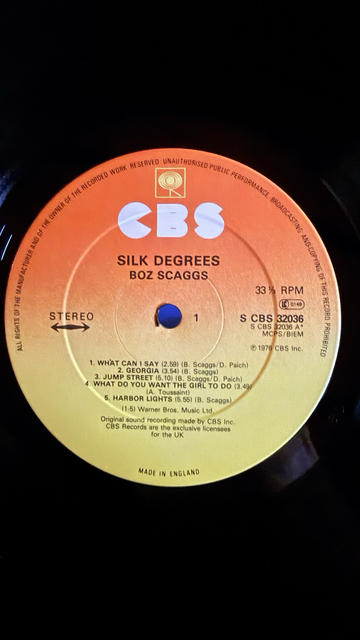 ALL RIGHTS OF THE MANUFACTURER AND OF THE OWNER OF THE RECORDED WORK RESERVED. UNAUTHORISED PUBLIC PERFORMANCE, BROADCASTING AND COPYING OF THIS RECORD PROHIBITED
CBS
SILK DEGREES
BOZ SCAGGS
33⅓ RPM
STEREO
1
S CBS 32036
S CBS 32036 A*
MCPS/BIEM
℗ 1976 CBS Inc.
1. WHAT CAN I SAY (2.59) (B. Scaggs/D. Paich)
2. GEORGIA (3.54) (B. Scaggs)
3. JUMP STREET (5.10) (B. Scaggs/D. Paich)
4. WHAT DO YOU WANT THE GIRL TO DO (3.49)
(A. Toussaint)
5. HARBOR LIGHTS (5.55) (B. Scaggs)
(1-5) Warner Bros. Music Ltd.
Original sound recording made by CBS Inc.
CBS Records are the exclusive licensees
for the UK
MADE IN ENGLAND